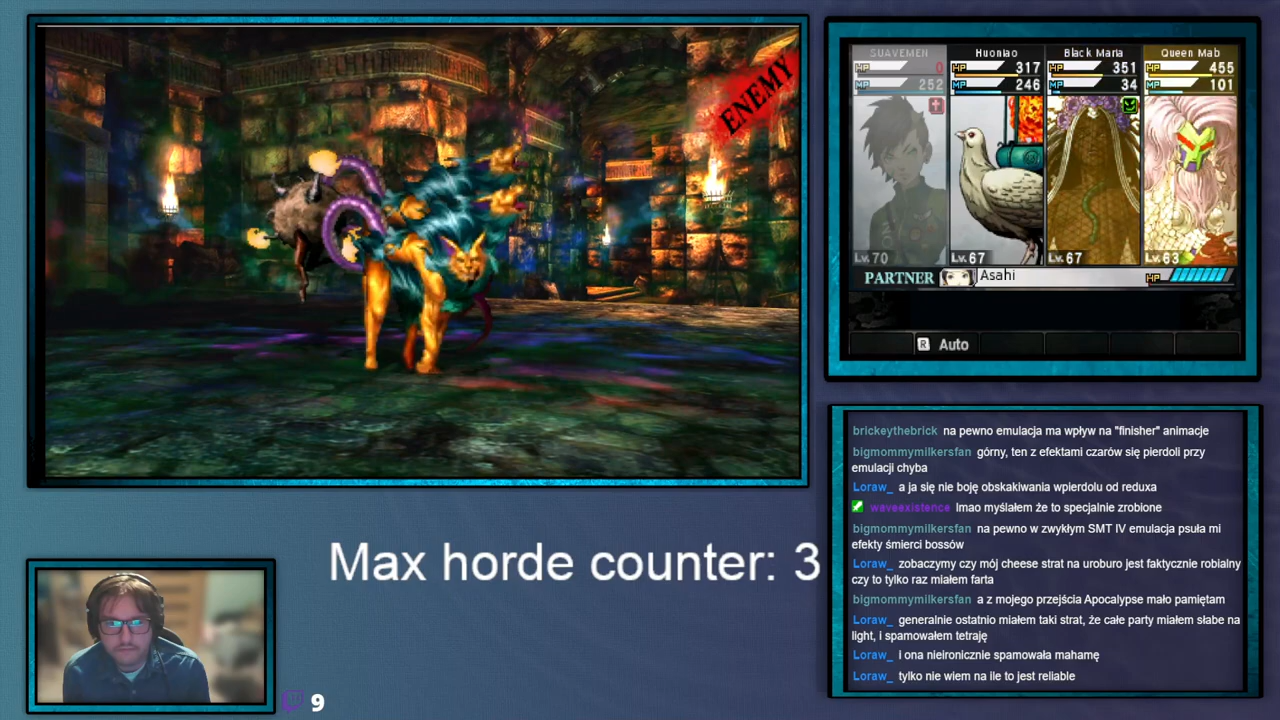 ENEMY
SUAVEMEN
HP 0
MP 252
Lv.70
Huoniao
HP 317
MP 246
Lv.67
Black Maria
HP 351
MP 34
Lv.67
Queen Mab
HP 455
MP 101
Lv.63
PARTNER Asahi HP
R Auto
brickeythebrick na pewno emulacja ma wpływ na "finisher" animacje
bigmommymilkersfan górny, ten z efektami czarów się pierdoli przy
emulacji chyba
Loraw_ a ja się nie boję obskakiwania wpierdolu od reduxa
waveexistence lmao myślałem że to specjalnie zrobione
bigmommymilkersfan na pewno w zwykłym SMT IV emulacja psuła mi
efekty śmierci bossów
Loraw_ zobaczymy czy mój cheese strat na uroburo jest faktycznie robialny
czy to tylko raz miałem farta
bigmommymilkersfan a z mojego przejścia Apocalypse mało pamiętam
Loraw_ generalnie ostatnio miałem taki strat, że całe party miałem słabe na
light, i spamowałem tetraję
Loraw_ i ona nieironicznie spamowała mahamę
Loraw_ tylko nie wiem na ile to jest reliable
Max horde counter: 3
9